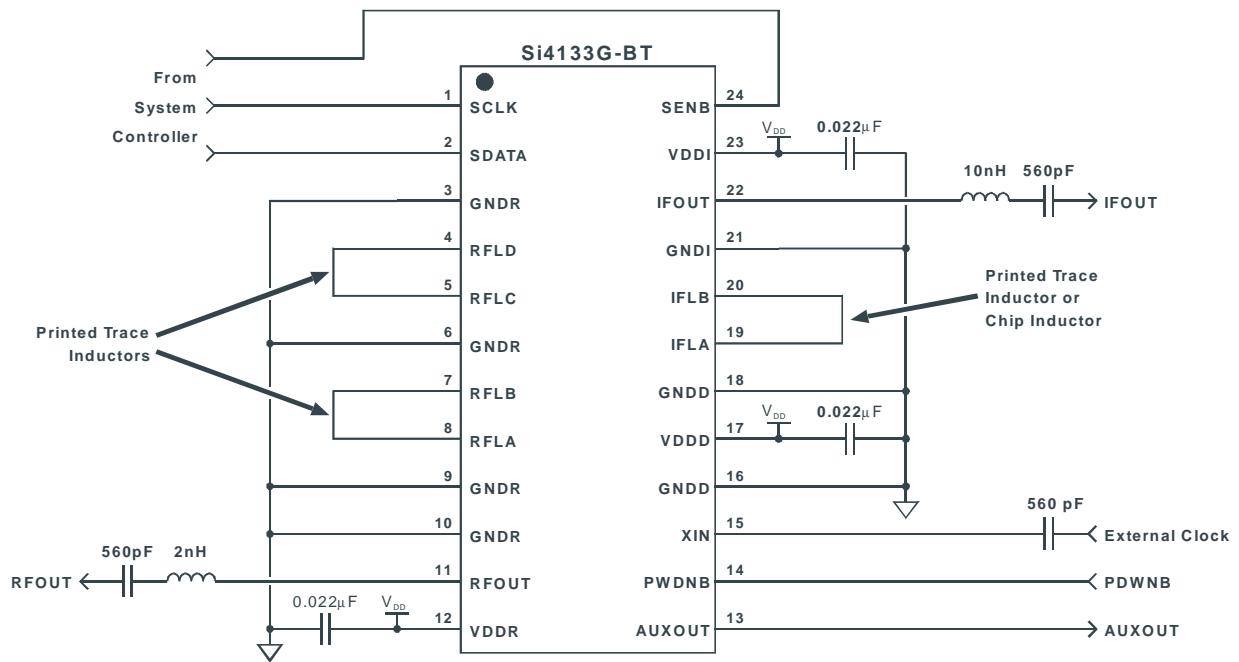 Si4133G-BT
From
System
Controller
1
SCLK
2
SDATA
3
GNDR
4
RFLD
5
RFLC
6
GNDR
7
RFLB
8
RFLA
9
GNDR
10
GNDR
11
RFOUT
12
VDDR
Printed Trace
Inductors
560pF
2nH
RFOUT
0.022μF
VDD
24
SENB
23
VDDI
22
IFOUT
21
GNDI
20
IFLB
19
IFLA
18
GNDD
17
VDDD
16
GNDD
15
XIN
14
PWDNB
13
AUXOUT
VDD
0.022μF
10nH
560pF
IFOUT
Printed Trace
Inductor or
Chip Inductor
VDD
0.022μF
560 pF
External Clock
PDWNB
AUXOUT